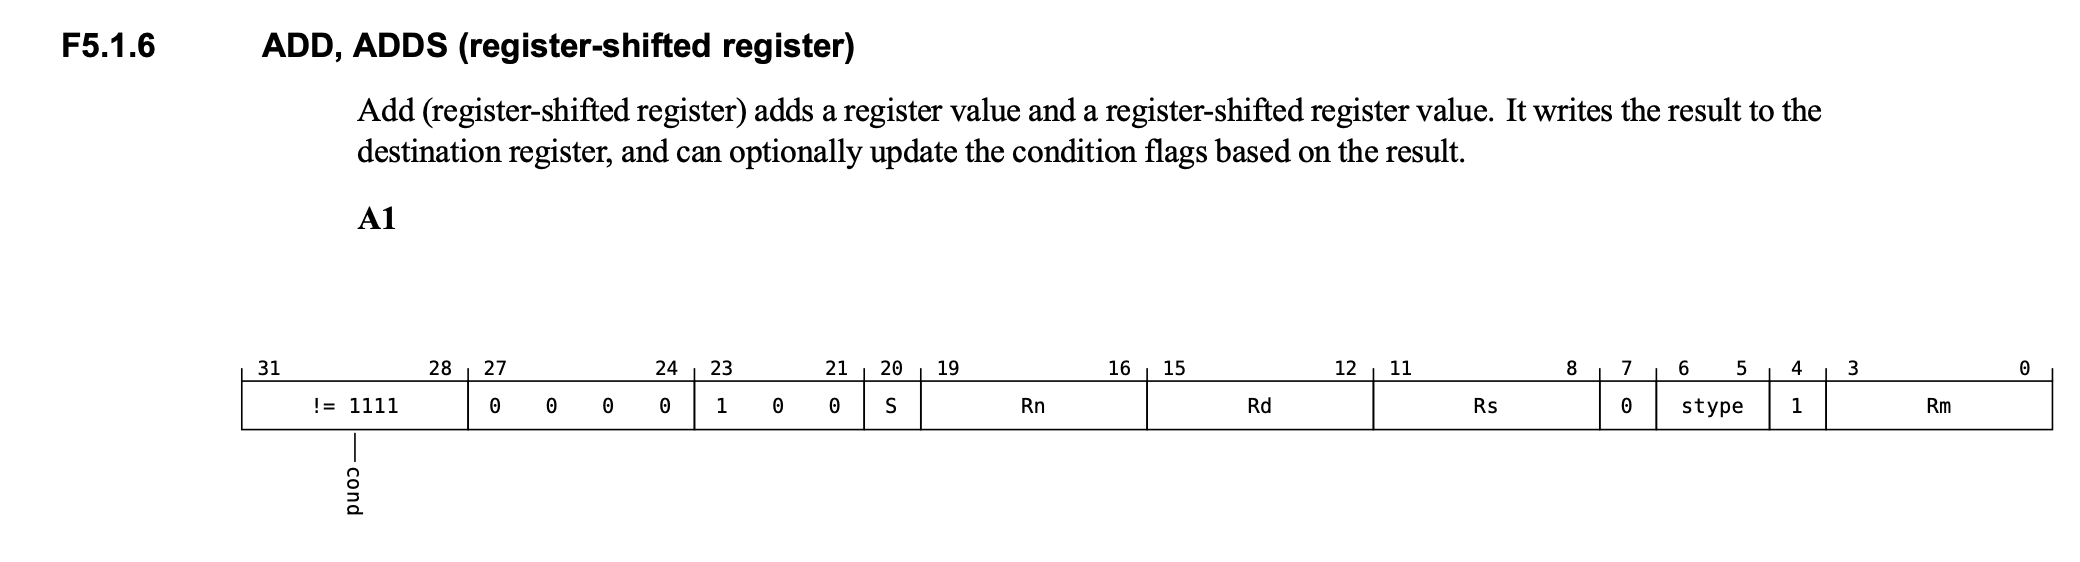 F5.1.6 ADD, ADDS (register-shifted register)
Add (register-shifted register) adds a register value and a register-shifted register value. It writes the result to the
destination register, and can optionally update the condition flags based on the result.
A1
31 28 27 24 23 21 20 19 16 15 12 11 8 7 6 5 4 3 0
!= 1111 0 0 0 0 1 0 0 S Rn Rd Rs 0 stype 1 Rm
cond